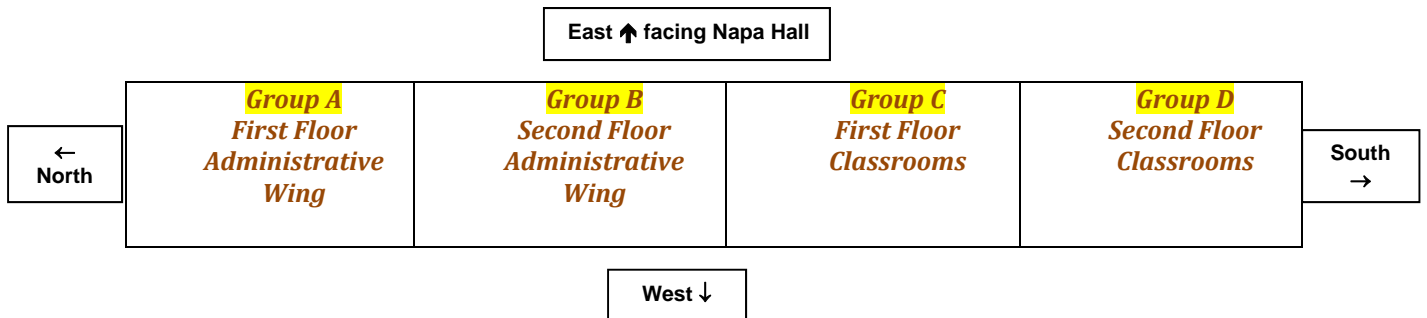 East ↑ facing Napa Hall
Group A
First Floor
Administrative
Wing
Group B
Second Floor
Administrative
Wing
Group C
First Floor
Classrooms
Group D
Second Floor
Classrooms
←
North
South
→
West ↓